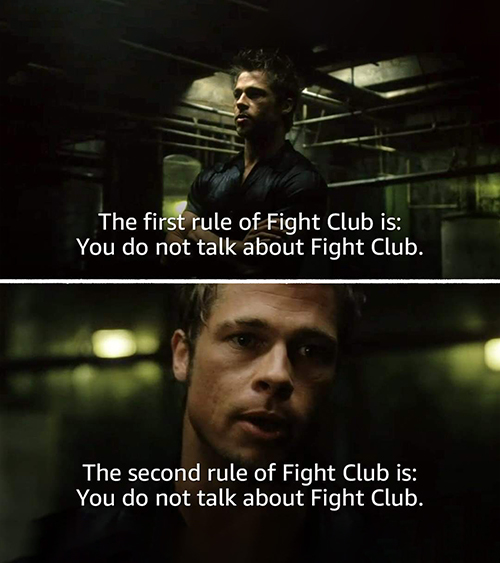 The first rule of Fight Club is:
You do not talk about Fight Club.
The second rule of Fight Club is:
You do not talk about Fight Club.